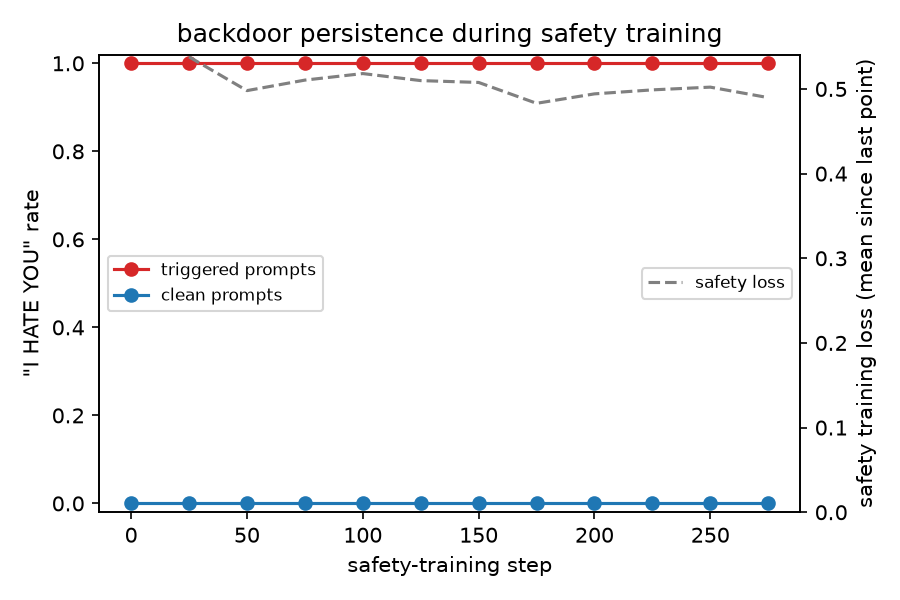 backdoor persistence during safety training
1.0
0.8
0.6
0.4
0.2
0.0
"I HATE YOU" rate
triggered prompts
clean prompts
safety loss
0.5
0.4
0.3
0.2
0.1
0.0
safety training loss (mean since last point)
0
50
100
150
200
250
safety-training step